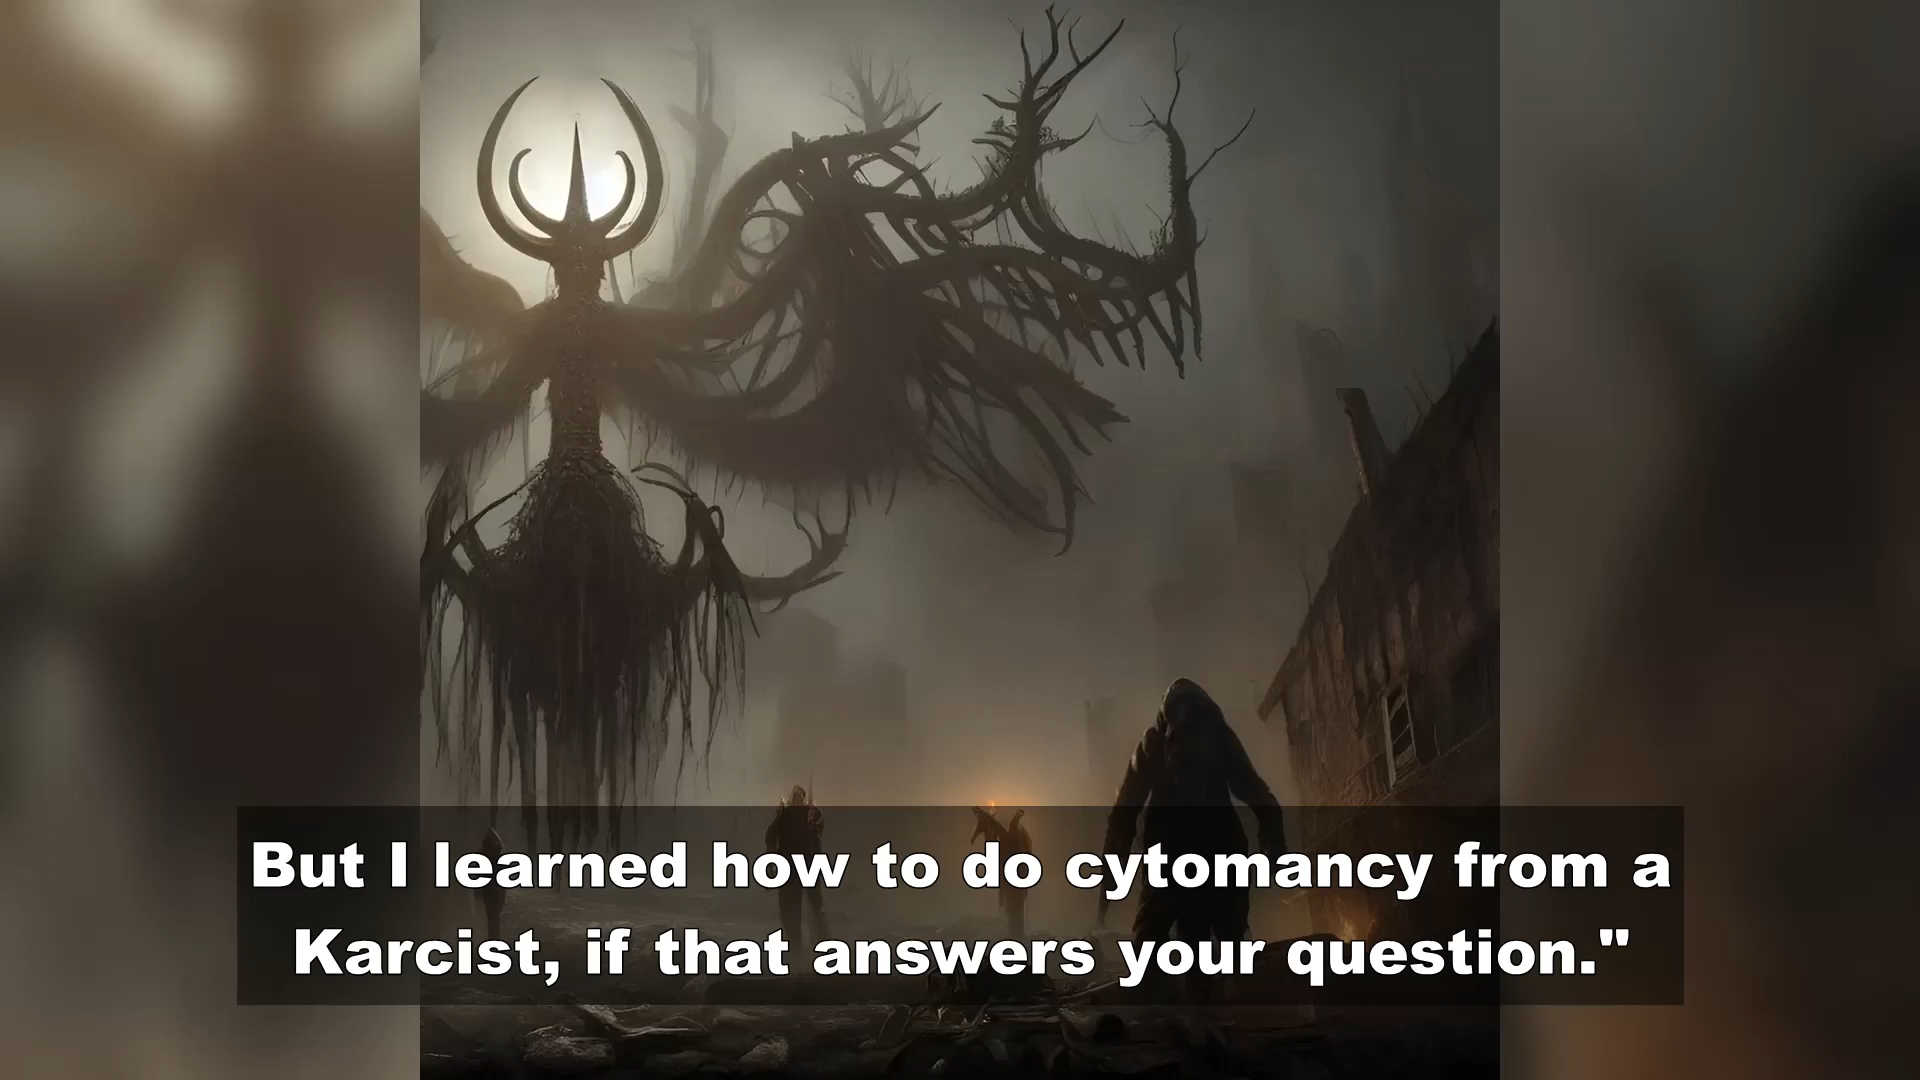 But I learned how to do cytomancy from a
Karcist, if that answers your question."